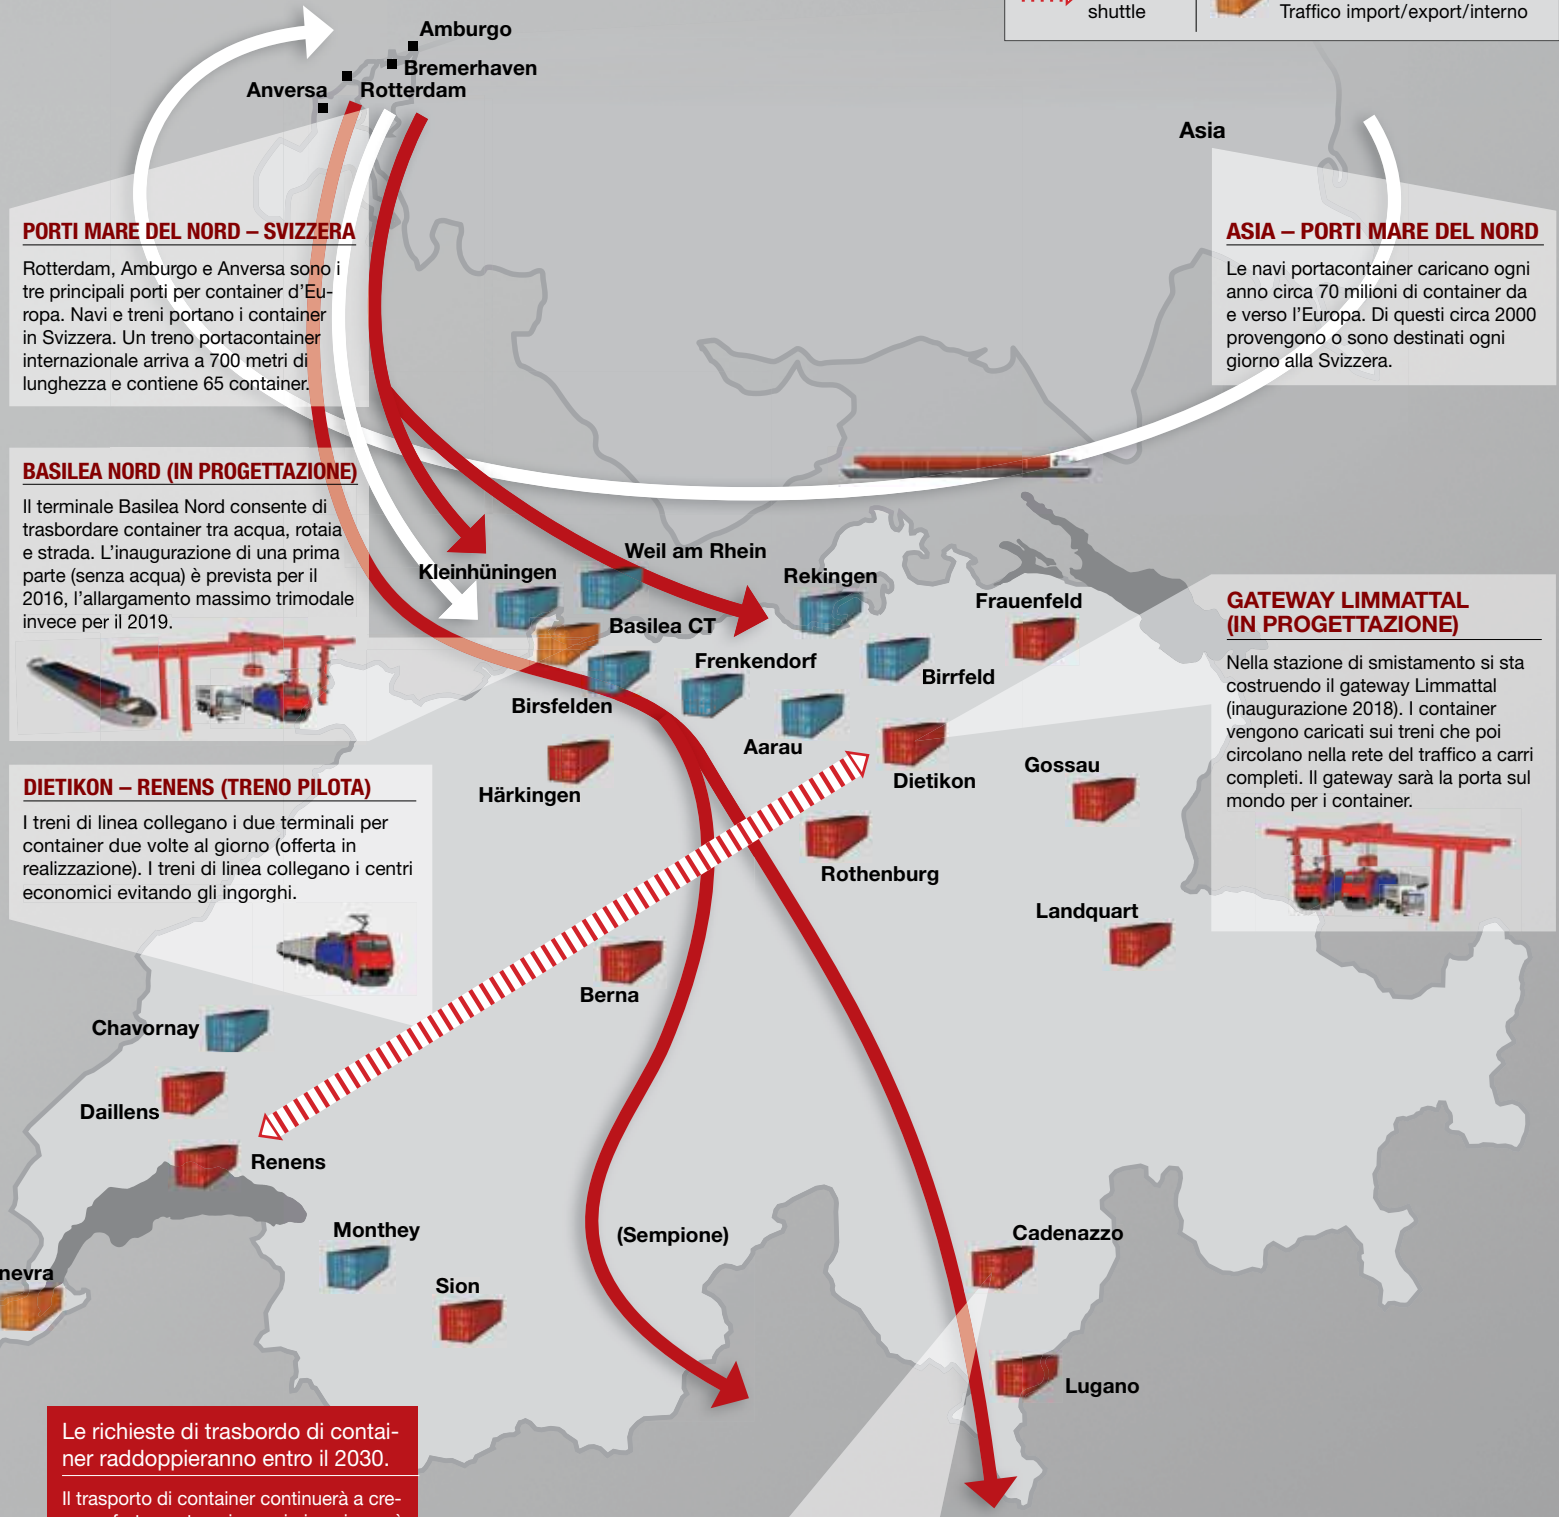 shuttle
Traffico import/export/interno
Amburgo
Bremerhaven
Anversa
Rotterdam
Asia
PORTI MARE DEL NORD – SVIZZERA
Rotterdam, Amburgo e Anversa sono i
tre principali porti per container d’Eu-
ropa. Navi e treni portano i container
in Svizzera. Un treno portacontainer
internazionale arriva a 700 metri di
lunghezza e contiene 65 container.
ASIA – PORTI MARE DEL NORD
Le navi portacontainer caricano ogni
anno circa 70 milioni di container da
e verso l’Europa. Di questi circa 2000
provengono o sono destinati ogni
giorno alla Svizzera.
BASILEA NORD (IN PROGETTAZIONE)
Il terminale Basilea Nord consente di
trasbordare container tra acqua, rotaia
e strada. L’inaugurazione di una prima
parte (senza acqua) è prevista per il
2016, l’allargamento massimo trimodale
invece per il 2019.
Weil am Rhein
Kleinhüningen
Rekingen
Frauenfeld
Basilea CT
Frenkendorf
Birrfeld
Birsfelden
Aarau
Dietikon
Härkingen
Gossau
Rothenburg
Landquart
Berna
GATEWAY LIMMATTAL
(IN PROGETTAZIONE)
Nella stazione di smistamento si sta
costruendo il gateway Limmattal
(inaugurazione 2018). I container
vengono caricati sui treni che poi
circolano nella rete del traffico a carri
completi. Il gateway sarà la porta sul
mondo per i container.
DIETIKON – RENENS (TRENO PILOTA)
I treni di linea collegano i due terminali per
container due volte al giorno (offerta in
realizzazione). I treni di linea collegano i centri
economici evitando gli ingorghi.
Chavornay
Daillens
Renens
Monthey
(Sempione)
Cadenazzo
nevra
Sion
Lugano
Le richieste di trasbordo di contai-
ner raddoppieranno entro il 2030.
Il trasporto di container continuerà a cre-